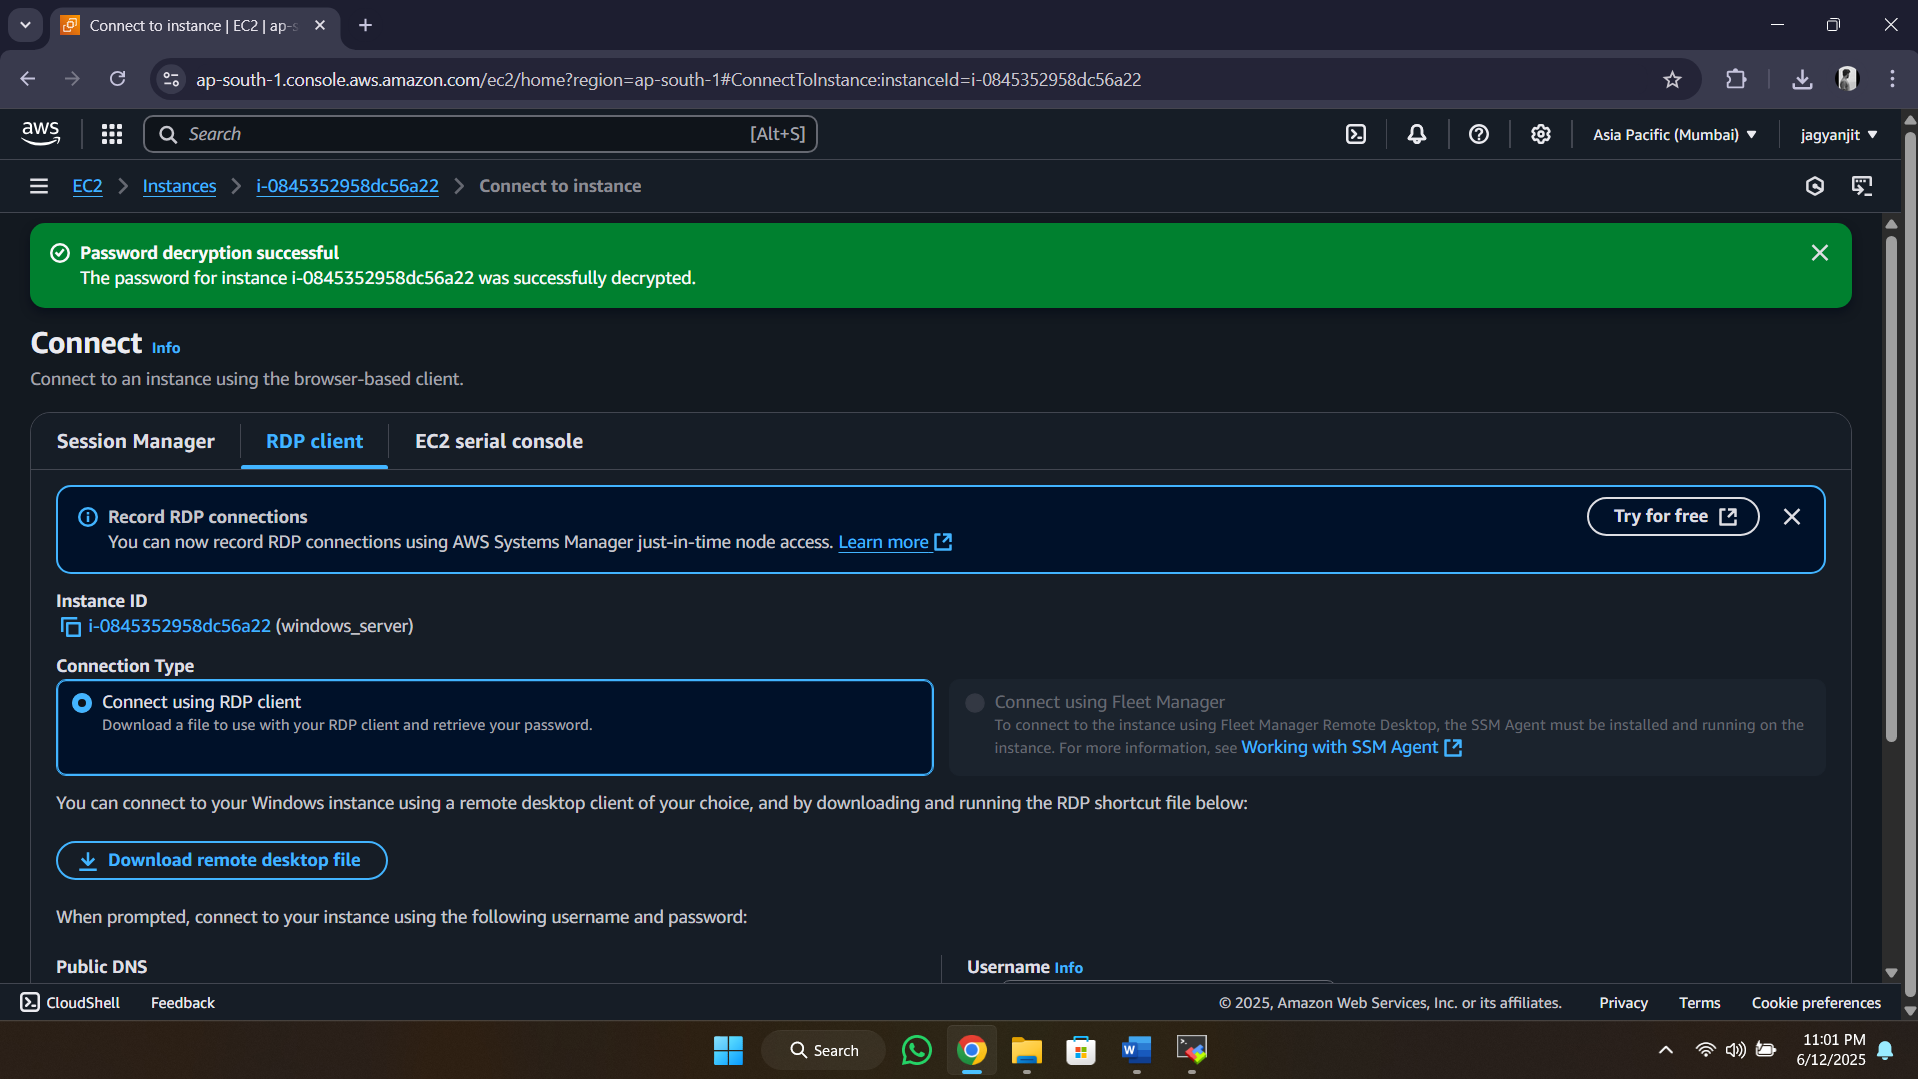 Connect to instance | EC2 | ap-s
ap-south-1.console.aws.amazon.com/ec2/home?region=ap-south-1#ConnectToInstance:instanceId=i-0845352958dc56a22
aws
Search
[Alt+S]
Asia Pacific (Mumbai)
jagyanjit
EC2
Instances
i-0845352958dc56a22
Connect to instance
Password decryption successful
The password for instance i-0845352958dc56a22 was successfully decrypted.
Connect Info
Connect to an instance using the browser-based client.
Session Manager
RDP client
EC2 serial console
Record RDP connections
You can now record RDP connections using AWS Systems Manager just-in-time node access. Learn more
Try for free
Instance ID
i-0845352958dc56a22 (windows_server)
Connection Type
Connect using RDP client
Download a file to use with your RDP client and retrieve your password.
Connect using Fleet Manager
To connect to the instance using Fleet Manager Remote Desktop, the SSM Agent must be installed and running on the
instance. For more information, see Working with SSM Agent
You can connect to your Windows instance using a remote desktop client of your choice, and by downloading and running the RDP shortcut file below:
Download remote desktop file
When prompted, connect to your instance using the following username and password:
Public DNS
Username Info
CloudShell
Feedback
© 2025, Amazon Web Services, Inc. or its affiliates.
Privacy
Terms
Cookie preferences
Search
11:01 PM
6/12/2025